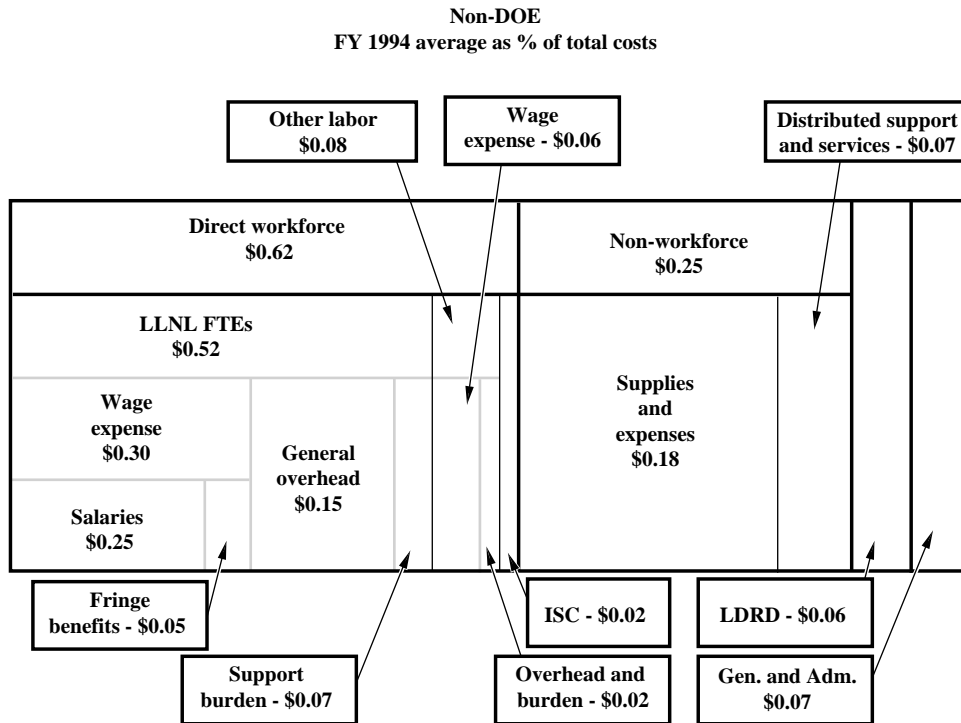 Non-DOE
FY 1994 average as % of total costs
Other labor
$0.08
Wage
expense - $0.06
Distributed support
and services - $0.07
Direct workforce
$0.62
Non-workforce
$0.25
LLNL FTEs
$0.52
Wage
expense
$0.30
General
overhead
$0.15
Supplies
and
expenses
$0.18
Salaries
$0.25
Fringe
benefits - $0.05
ISC - $0.02
LDRD - $0.06
Support
burden - $0.07
Overhead and
burden - $0.02
Gen. and Adm.
$0.07